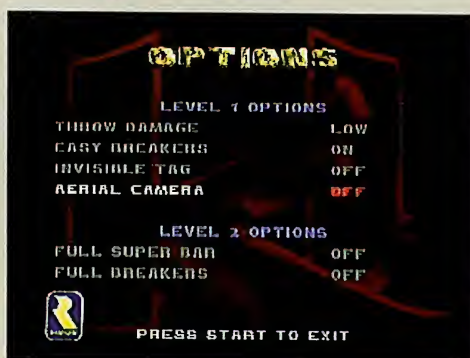 OPTIONS
LEVEL 1 OPTIONS
THROW DAMAGE LOW
EASY BREAKERS ON
INVISIBLE TAG OFF
AERIAL CAMERA OFF
LEVEL 2 OPTIONS
FULL SUPER BAR OFF
FULL BREAKERS OFF
PRESS START TO EXIT